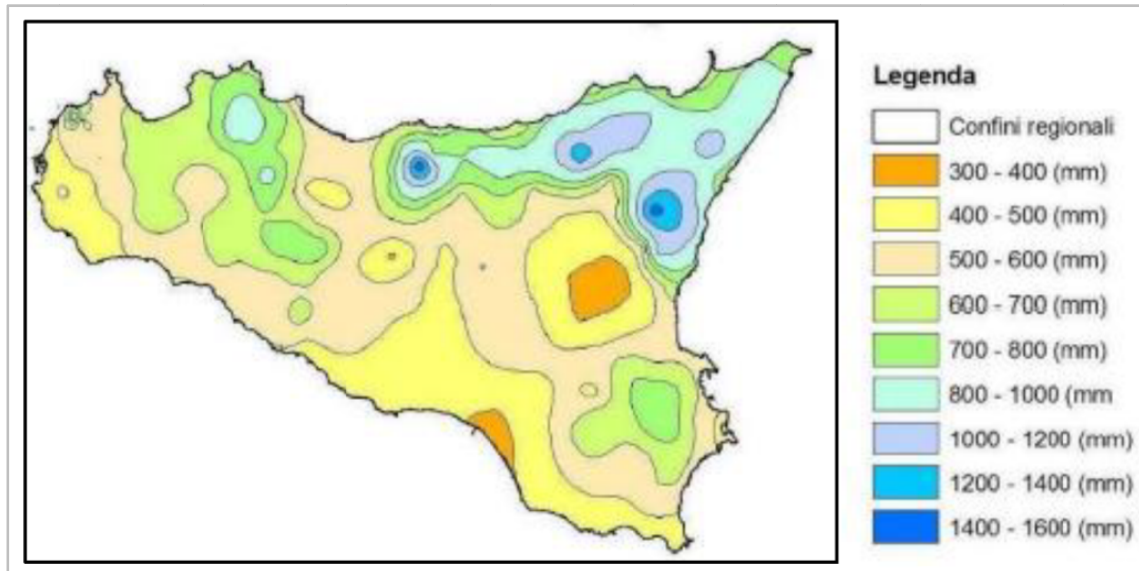 Legenda
Confini regionali
300 - 400 (mm)
400 - 500 (mm)
500 - 600 (mm)
600 - 700 (mm)
700 - 800 (mm)
800 - 1000 (mm
1000 - 1200 (mm)
1200 - 1400 (mm)
1400 - 1600 (mm)